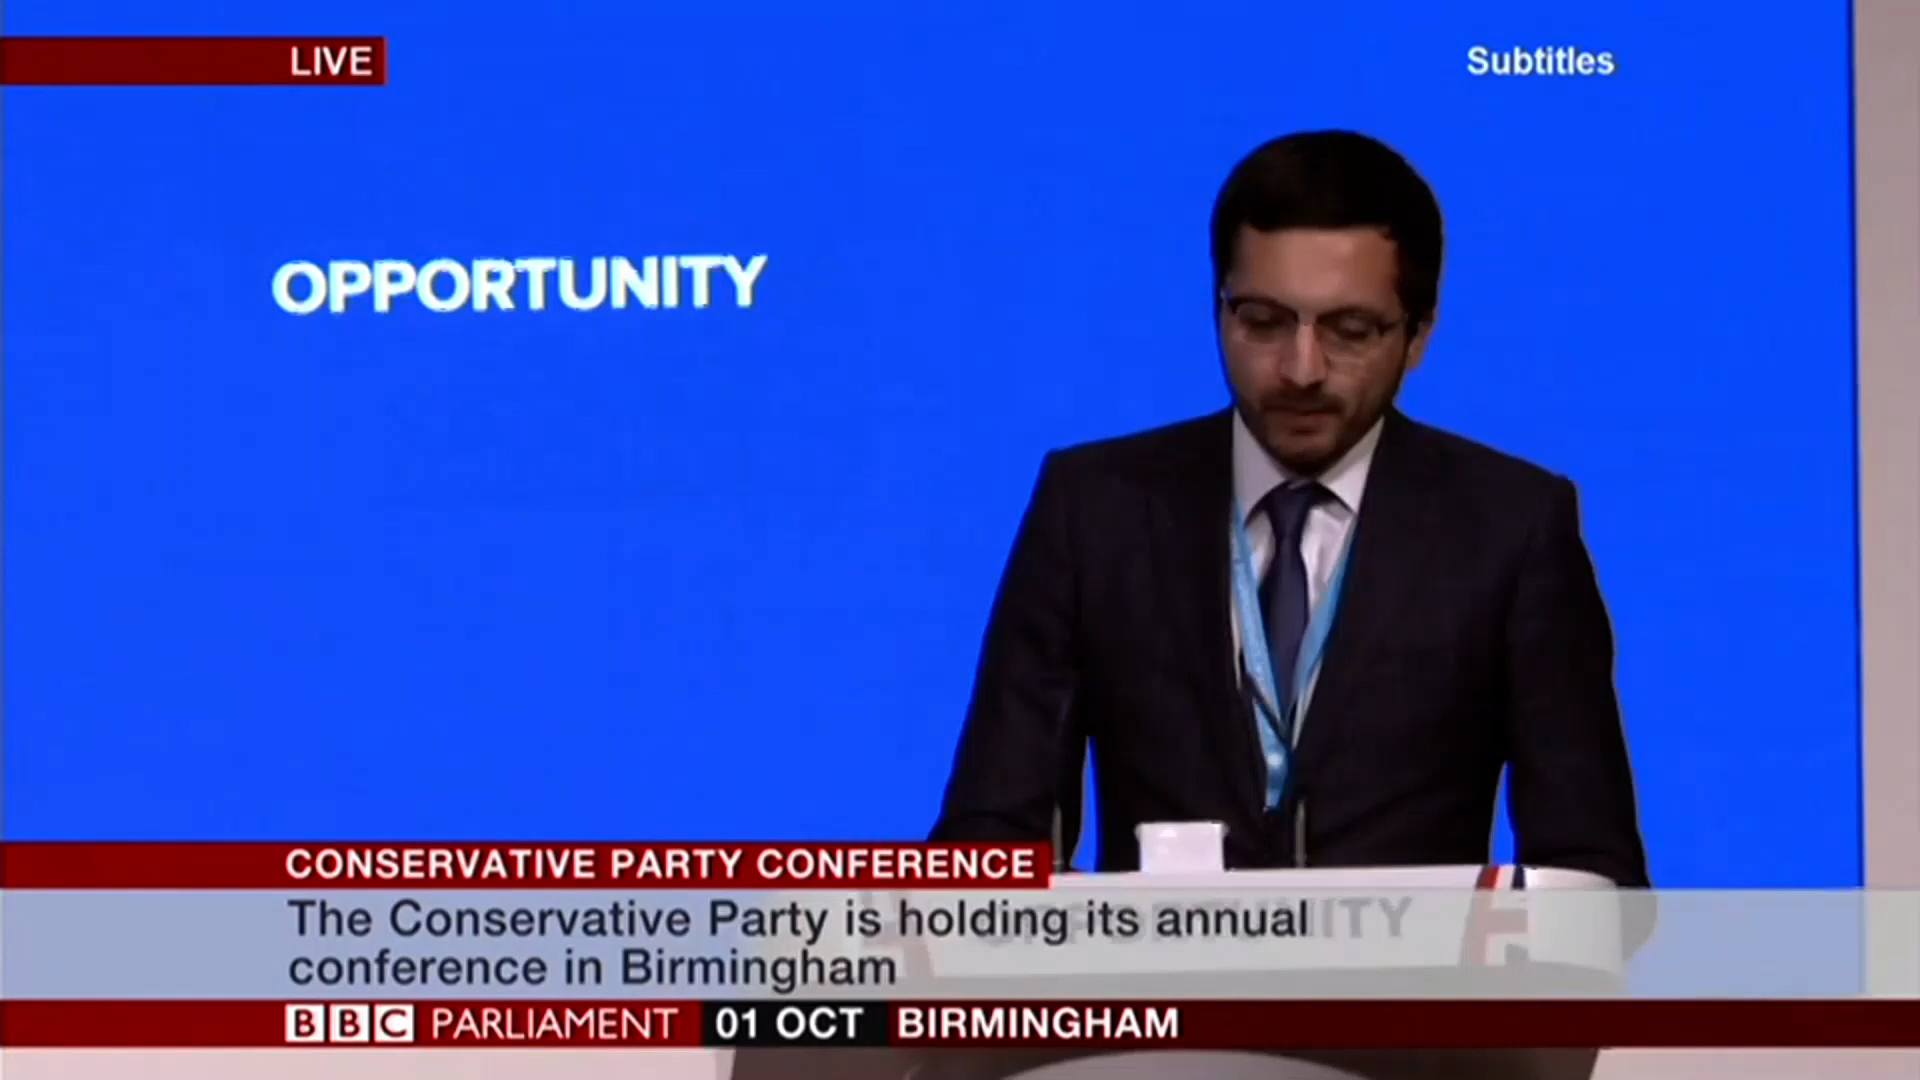 LIVE
Subtitles
OPPORTUNITY
CONSERVATIVE PARTY CONFERENCE
The Conservative Party is holding its annual
conference in Birmingham
OPPORTUNITY
BBC PARLIAMENT 01 OCT BIRMINGHAM